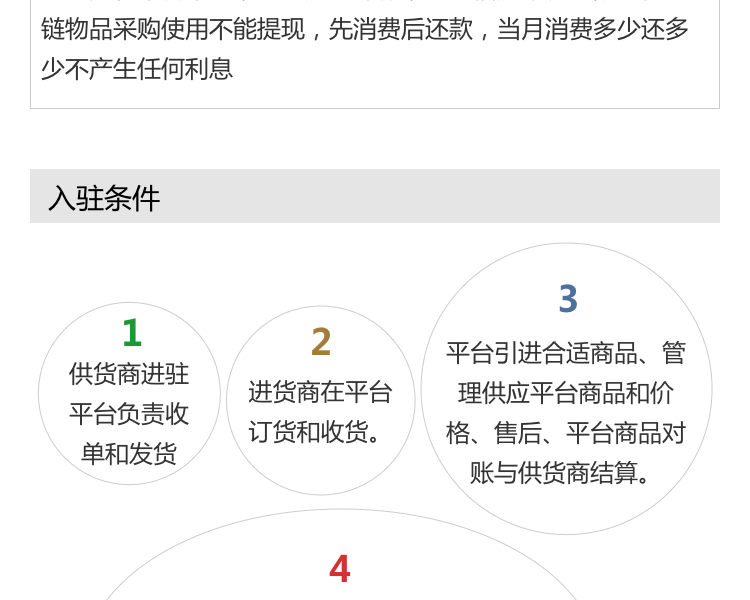 链物品采购使用不能提现，先消费后还款，当月消费多少还多
少不产生任何利息
入驻条件
1
供货商进驻
平台负责收
单和发货
2
进货商在平台
订货和收货。
3
平台引进合适商品、管
理供应平台商品和价
格、售后、平台商品对
账与供货商结算。
4